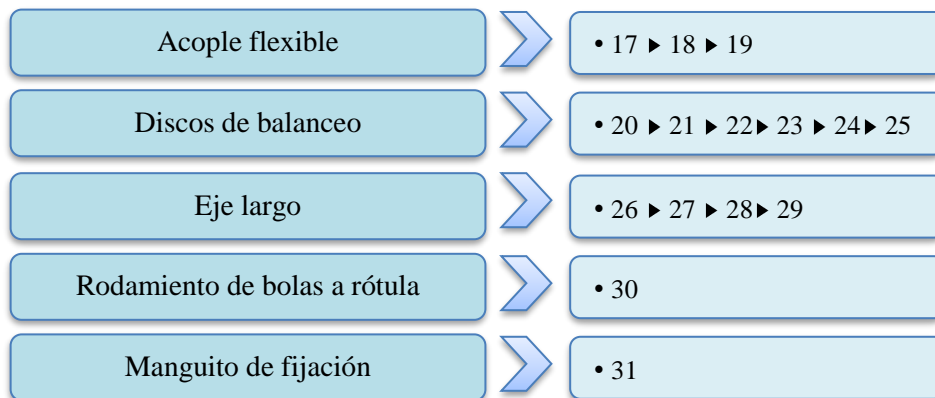 Acople flexible
• 17 ▶ 18 ▶ 19
Discos de balanceo
• 20 ▶ 21 ▶ 22▶ 23 ▶ 24▶ 25
Eje largo
• 26 ▶ 27 ▶ 28▶ 29
Rodamiento de bolas a rótula
• 30
Manguito de fijación
• 31